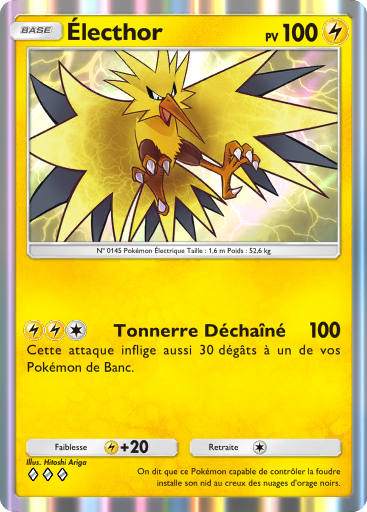 BASE Électhor PV 100
N° 0145 Pokémon Électrique Taille : 1,6 m Poids : 52,6 kg
Tonnerre Déchaîné 100
Cette attaque inflige aussi 30 dégâts à un de vos
Pokémon de Banc.
Faiblesse +20 Retraite
Illus. Hitoshi Ariga
On dit que ce Pokémon capable de contrôler la foudre
installe son nid au creux des nuages d'orage noirs.